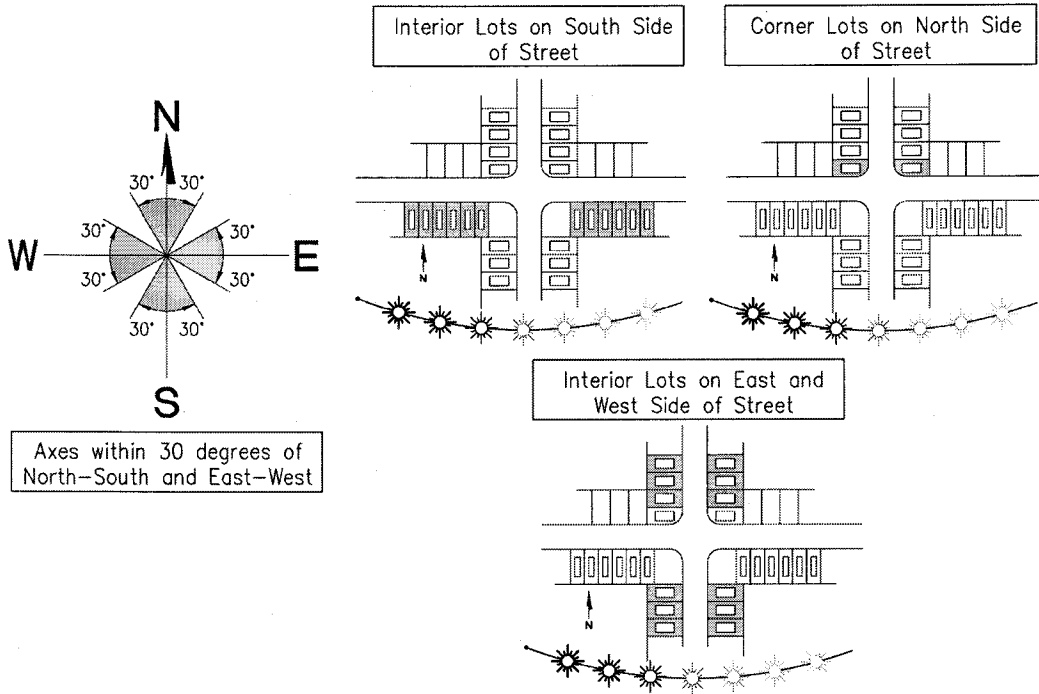 Interior Lots on South Side
of Street
Corner Lots on North Side
of Street
N
30° 30°
30° 30°
W E
30° 30°
30° 30°
S
N
N
Axes within 30 degrees of
North-South and East-West
Interior Lots on East and
West Side of Street
N